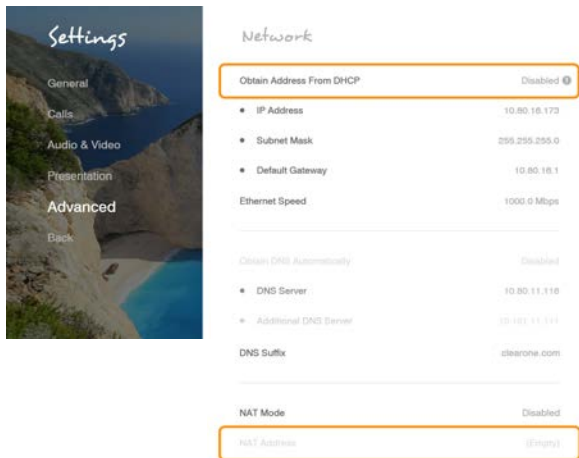 Settings
General
Calls
Audio & Video
Presentation
Advanced
Back
Network
Obtain Address From DHCP Disabled
IP Address 10.80.16.173
Subnet Mask 255.255.255.0
Default Gateway 10.80.16.1
Ethernet Speed 1000.0 Mbps
Obtain DNS Automatically Disabled
DNS Server 10.80.11.116
Additional DNS Server
DNS Suffix clearone.com
NAT Mode Disabled
NAT Address (Empty)